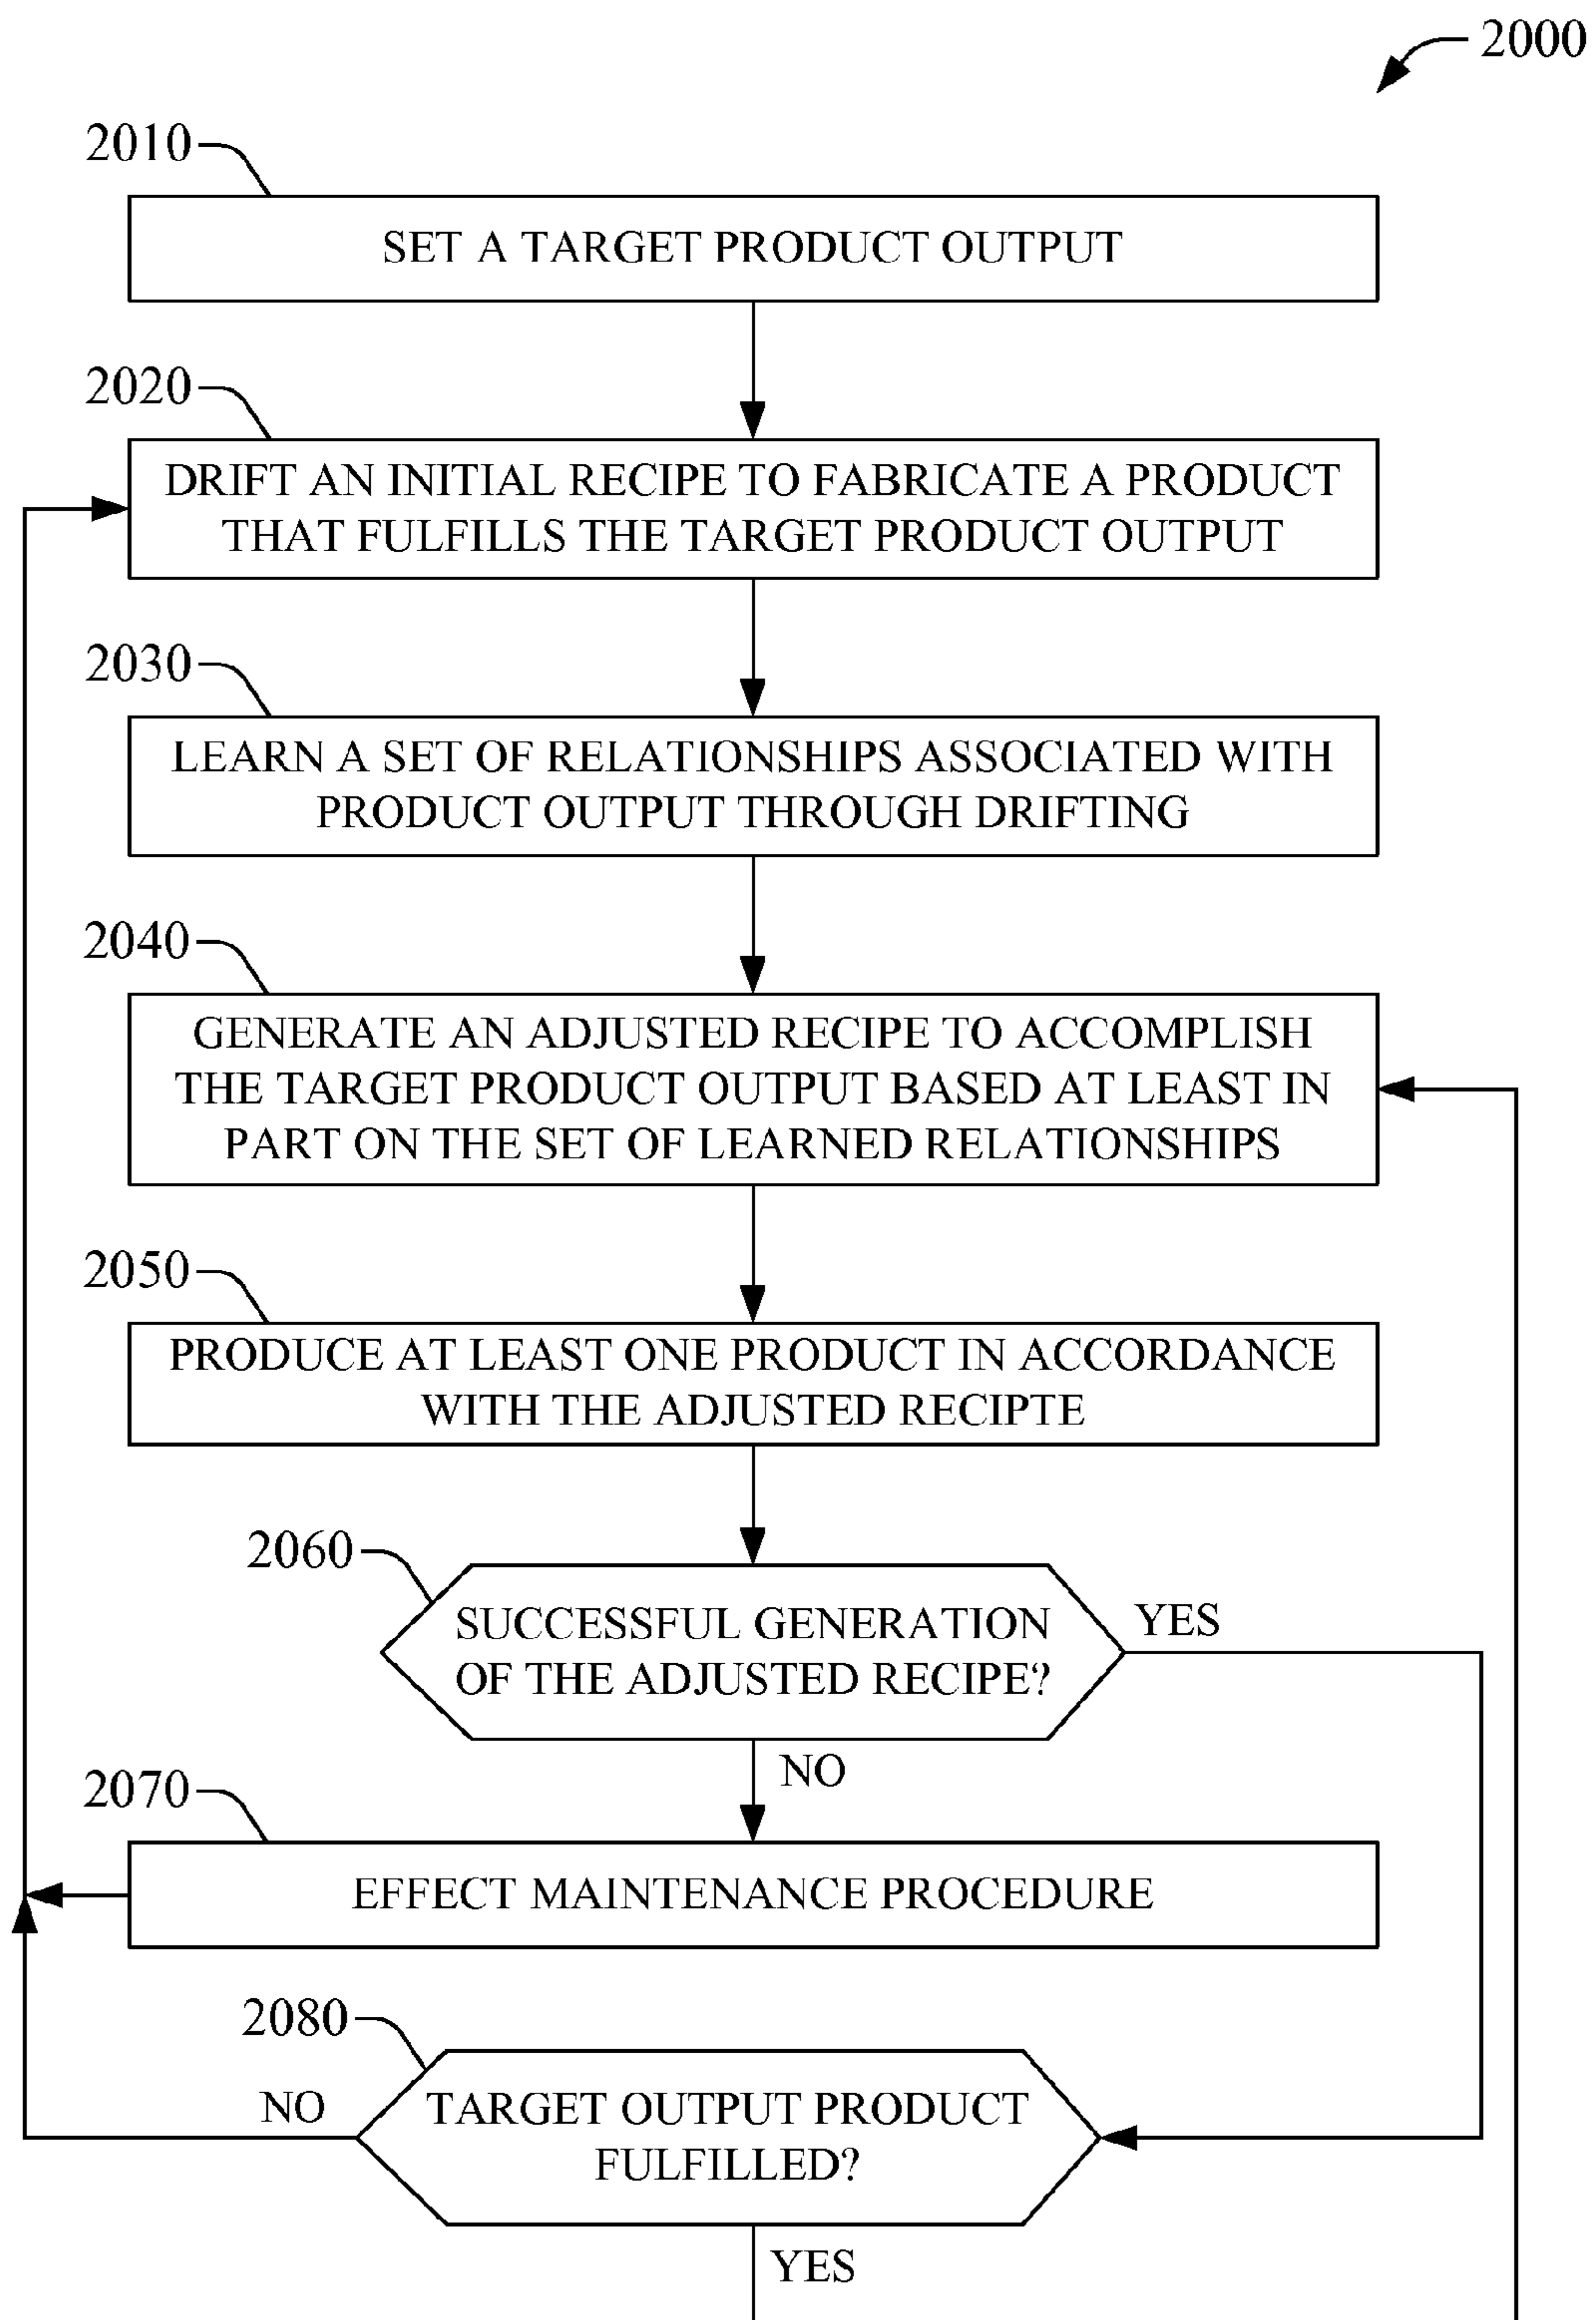 2000
2010
SET A TARGET PRODUCT OUTPUT
2020
DRIFT AN INITIAL RECIPE TO FABRICATE A PRODUCT
THAT FULFILLS THE TARGET PRODUCT OUTPUT
2030
LEARN A SET OF RELATIONSHIPS ASSOCIATED WITH
PRODUCT OUTPUT THROUGH DRIFTING
2040
GENERATE AN ADJUSTED RECIPE TO ACCOMPLISH
THE TARGET PRODUCT OUTPUT BASED AT LEAST IN
PART ON THE SET OF LEARNED RELATIONSHIPS
2050
PRODUCE AT LEAST ONE PRODUCT IN ACCORDANCE
WITH THE ADJUSTED RECIPTE
2060
SUCCESSFUL GENERATION
OF THE ADJUSTED RECIPE?
YES
NO
2070
EFFECT MAINTENANCE PROCEDURE
2080
NO
TARGET OUTPUT PRODUCT
FULFILLED?
YES